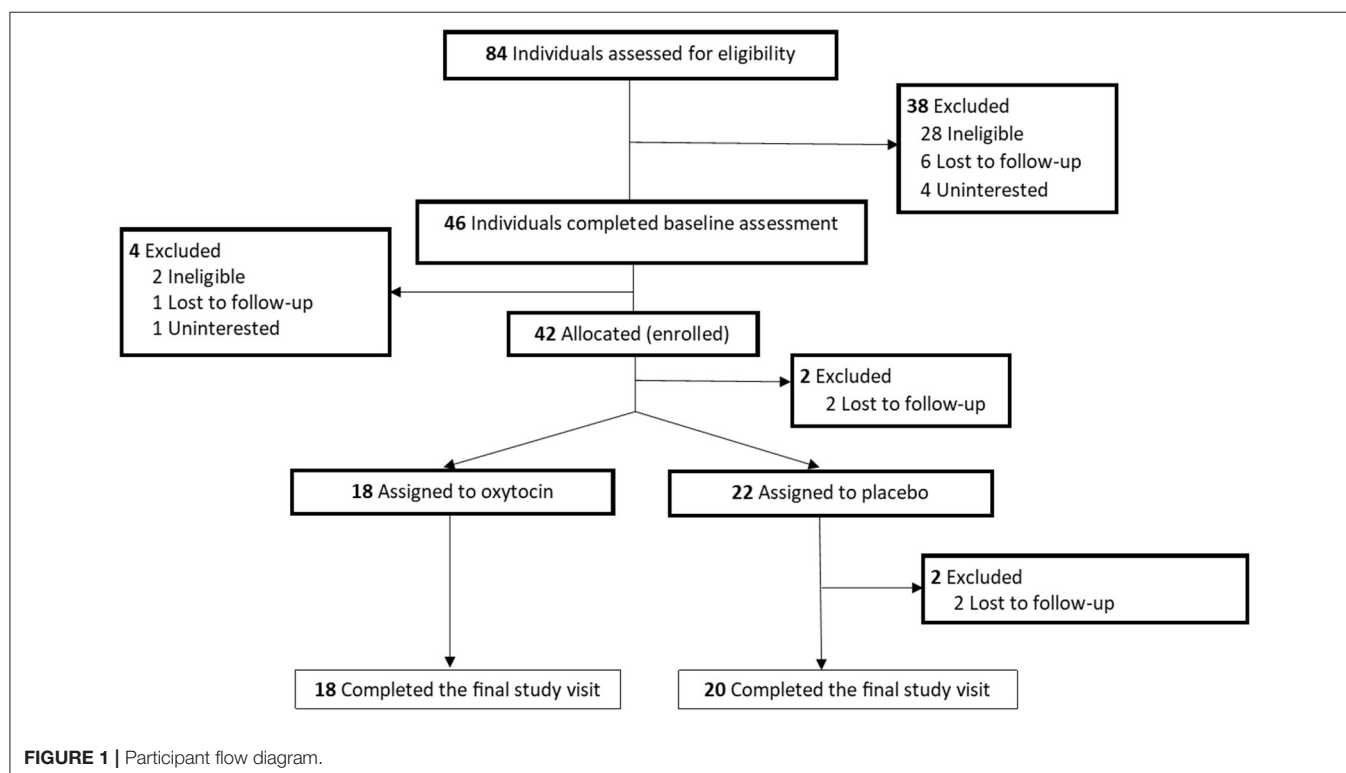 84 Individuals assessed for eligibility
38 Excluded
28 Ineligible
6 Lost to follow-up
4 Uninterested
46 Individuals completed baseline assessment
4 Excluded
2 Ineligible
1 Lost to follow-up
1 Uninterested
42 Allocated (enrolled)
2 Excluded
2 Lost to follow-up
18 Assigned to oxytocin
22 Assigned to placebo
2 Excluded
2 Lost to follow-up
18 Completed the final study visit
20 Completed the final study visit
FIGURE 1 | Participant flow diagram.